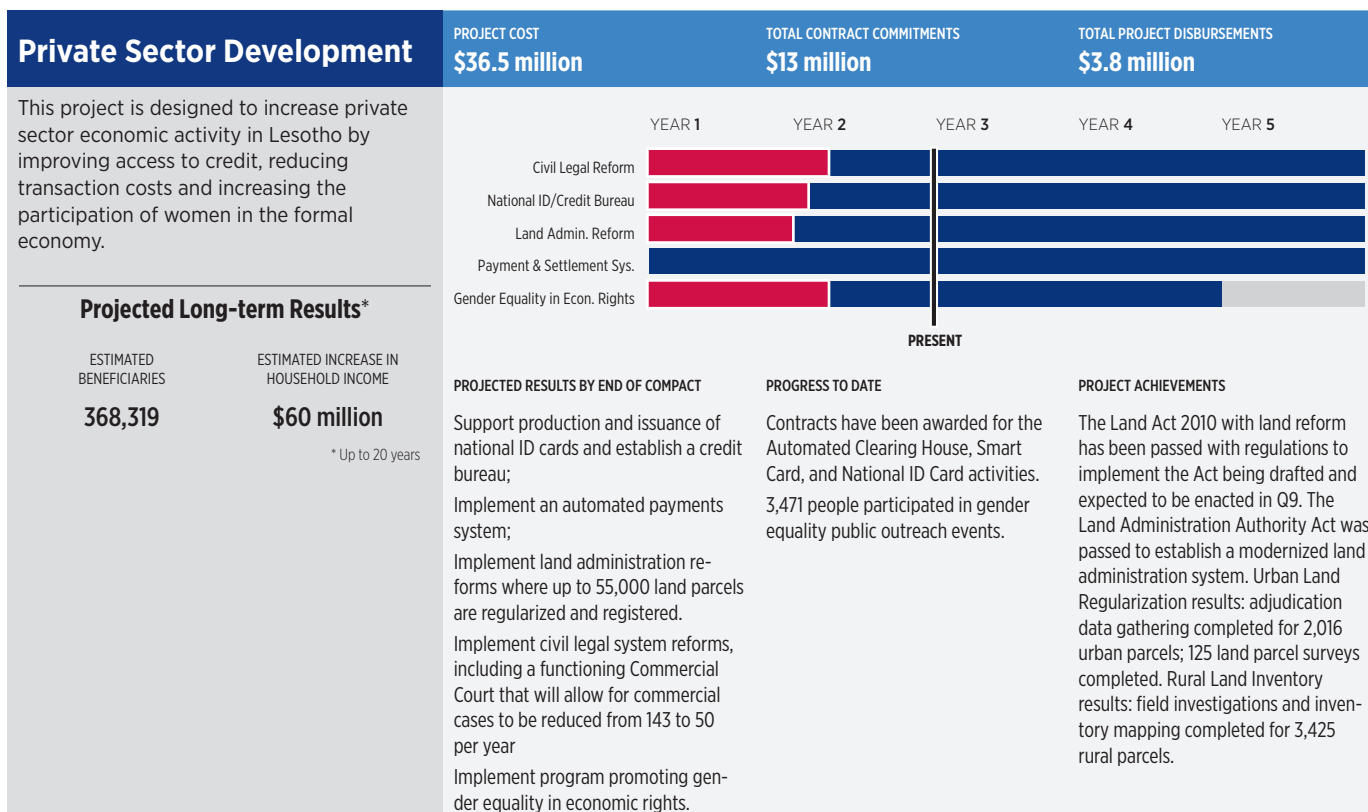 Private Sector Development
This project is designed to increase private
sector economic activity in Lesotho by
improving access to credit, reducing
transaction costs and increasing the
participation of women in the formal
economy.
Projected Long-term Results*
ESTIMATED
BENEFICIARIES
368,319
ESTIMATED INCREASE IN
HOUSEHOLD INCOME
$60 million
* Up to 20 years
PROJECT COST
$36.5 million
TOTAL CONTRACT COMMITMENTS
$13 million
TOTAL PROJECT DISBURSEMENTS
$3.8 million
YEAR 1 YEAR 2 YEAR 3 YEAR 4 YEAR 5
Civil Legal Reform
National ID/Credit Bureau
Land Admin. Reform
Payment & Settlement Sys.
Gender Equality in Econ. Rights
PRESENT
PROJECTED RESULTS BY END OF COMPACT
Support production and issuance of
national ID cards and establish a credit
bureau;
Implement an automated payments
system;
Implement land administration re-
forms where up to 55,000 land parcels
are regularized and registered.
Implement civil legal system reforms,
including a functioning Commercial
Court that will allow for commercial
cases to be reduced from 143 to 50
per year
Implement program promoting gen-
der equality in economic rights.
PROGRESS TO DATE
Contracts have been awarded for the
Automated Clearing House, Smart
Card, and National ID Card activities.
3,471 people participated in gender
equality public outreach events.
PROJECT ACHIEVEMENTS
The Land Act 2010 with land reform
has been passed with regulations to
implement the Act being drafted and
expected to be enacted in Q9. The
Land Administration Authority Act was
passed to establish a modernized land
administration system. Urban Land
Regularization results: adjudication
data gathering completed for 2,016
urban parcels; 125 land parcel surveys
completed. Rural Land Inventory
results: field investigations and inven-
tory mapping completed for 3,425
rural parcels.